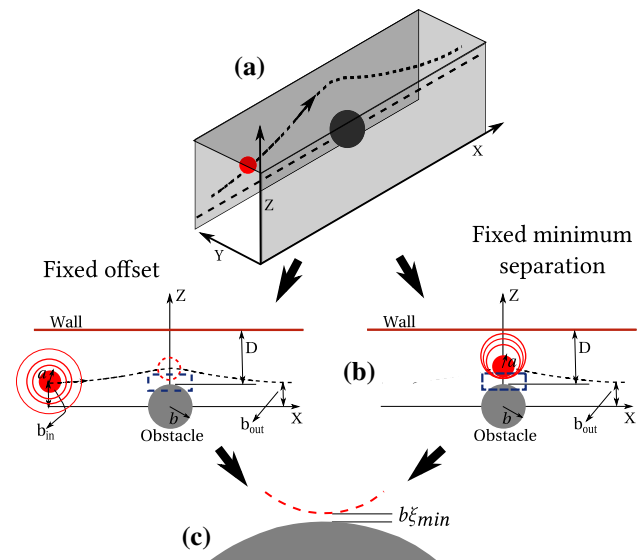 (a)
X
Z
Y
Fixed offset
Fixed minimum
separation
Z
Wall
D
a
b
X
b_in
Obstacle
b_out
Z
Wall
D
a
(b)
b
X
Obstacle
b_out
bξ_min
(c)